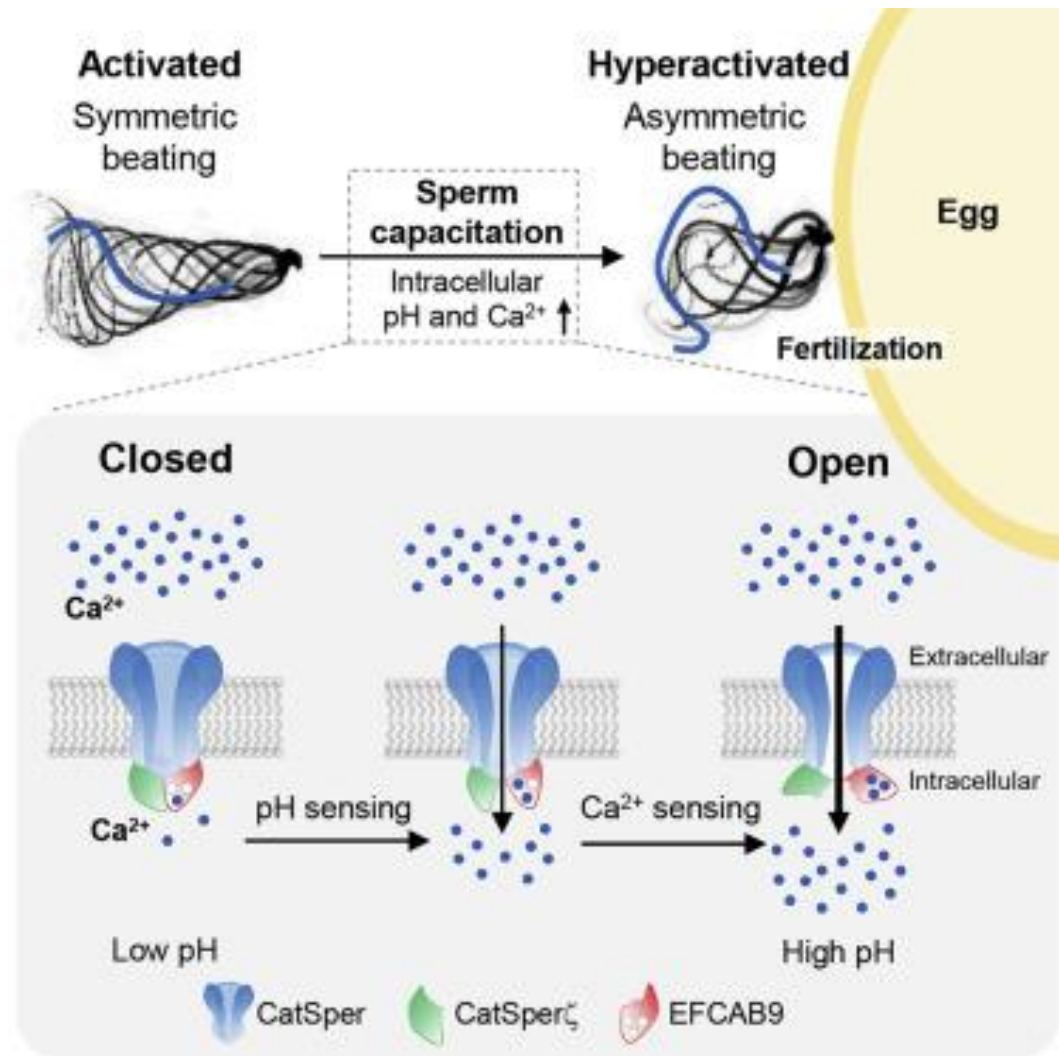 Activated
Symmetric
beating
Hyperactivated
Asymmetric
beating
Sperm
capacitation
Intracellular
pH and Ca²⁺
Egg
Fertilization
Closed
Open
Ca²⁺
Extracellular
Intracellular
Ca²⁺
pH sensing
Ca²⁺ sensing
Low pH
High pH
CatSper
CatSperζ
EFCAB9